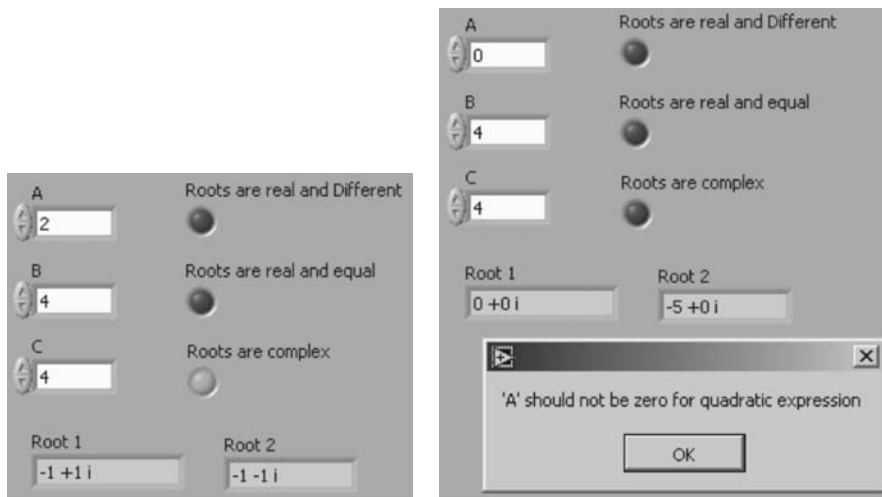 A
Roots are real and Different
2
B
Roots are real and equal
4
C
Roots are complex
4
Root 1
Root 2
-1 +1 i
-1 -1 i
A
Roots are real and Different
0
B
Roots are real and equal
4
C
Roots are complex
4
Root 1
Root 2
0 +0 i
-5 +0 i
'A' should not be zero for quadratic expression
OK